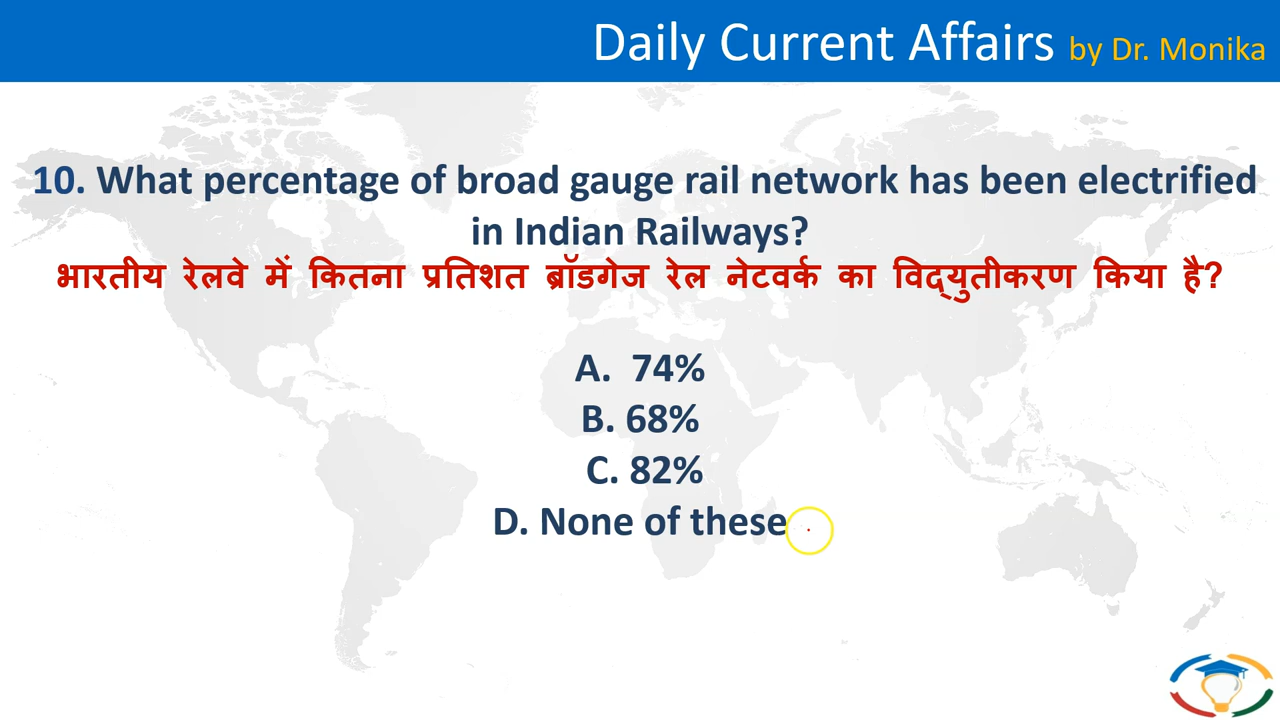 Daily Current Affairs by Dr. Monika
10. What percentage of broad gauge rail network has been electrified
in Indian Railways?
भारतीय रेलवे में कितना प्रतिशत ब्रॉडगेज रेल नेटवर्क का विद्युतीकरण किया है?
A. 74%
B. 68%
C. 82%
D. None of these